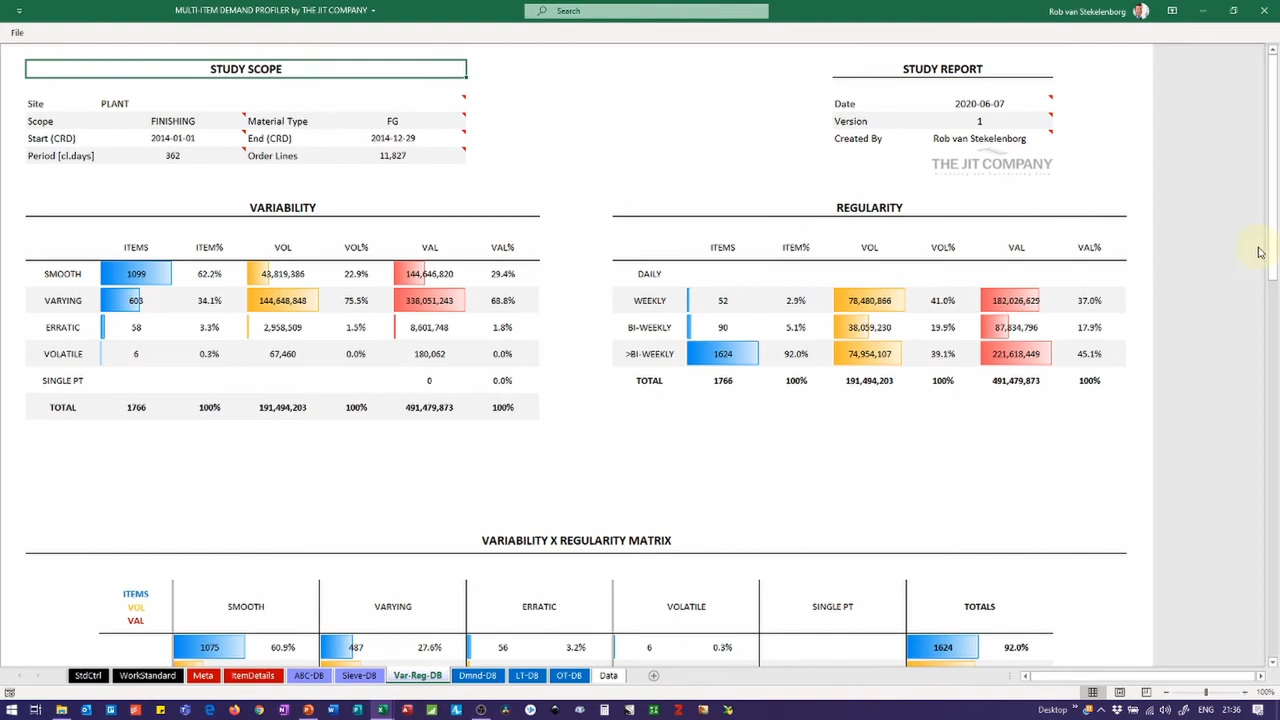 MULTI-ITEM DEMAND PROFILER by THE JIT COMPANY
Search
Rob van Stekelenborg
File
STUDY SCOPE
STUDY REPORT
Site PLANT
Date 2020-06-07
Scope FINISHING Material Type FG
Version 1
Start (CRD) 2014-01-01 End (CRD) 2014-12-29
Created By Rob van Stekelenborg
Period [cl.days] 362 Order Lines 11,827
THE JIT COMPANY
VARIABILITY
REGULARITY
ITEMS ITEM% VOL VOL% VAL VAL%
ITEMS ITEM% VOL VOL% VAL VAL%
SMOOTH 1099 62.2% 43,819,386 22.9% 144,646,820 29.4%
DAILY
VARYING 603 34.1% 144,648,848 75.5% 338,051,243 68.8%
WEEKLY 52 2.9% 78,480,866 41.0% 182,026,629 37.0%
ERRATIC 58 3.3% 2,958,509 1.5% 8,601,748 1.8%
BI-WEEKLY 90 5.1% 38,059,230 19.9% 87,834,796 17.9%
VOLATILE 6 0.3% 67,460 0.0% 180,062 0.0%
>BI-WEEKLY 1624 92.0% 74,954,107 39.1% 221,618,449 45.1%
SINGLE PT 0 0.0%
TOTAL 1766 100% 191,494,203 100% 491,479,873 100%
TOTAL 1766 100% 191,494,203 100% 491,479,873 100%
VARIABILITY X REGULARITY MATRIX
ITEMS
VOL
VAL
SMOOTH VARYING ERRATIC VOLATILE SINGLE PT TOTALS
1075 60.9% 487 27.6% 56 3.2% 6 0.3% 1624 92.0%
StdCtrl WorkStandard Meta ItemDetails ABC-DB Sieve-DB Var-Reg-DB Dmnd-DB LT-DB OT-DB Data
100%
Desktop ENG 21:36